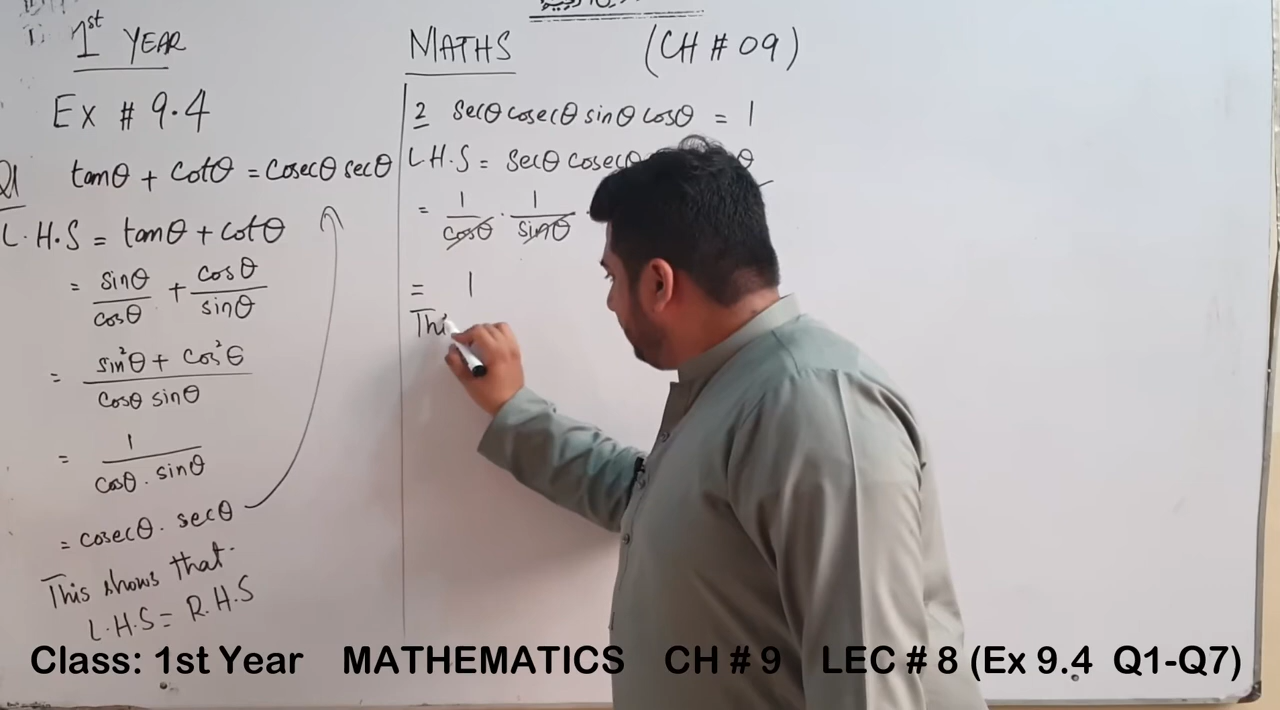 1st YEAR
MATHS
(CH # 09)
Ex # 9.4
Q1 tanθ + cotθ = cosecθ secθ
L.H.S = tanθ + cotθ
= sinθ/cosθ + cosθ/sinθ
= sin²θ + cos²θ / cosθ sinθ
= 1 / cosθ . sinθ
= cosecθ . secθ
This shows that.
L.H.S = R.H.S
2 secθ cosecθ sinθ cosθ = 1
L.H.S = secθ cosecθ
= 1/cosθ . 1/sinθ .
= 1
Thi
Class: 1st Year MATHEMATICS CH # 9 LEC # 8 (Ex 9.4 Q1-Q7)